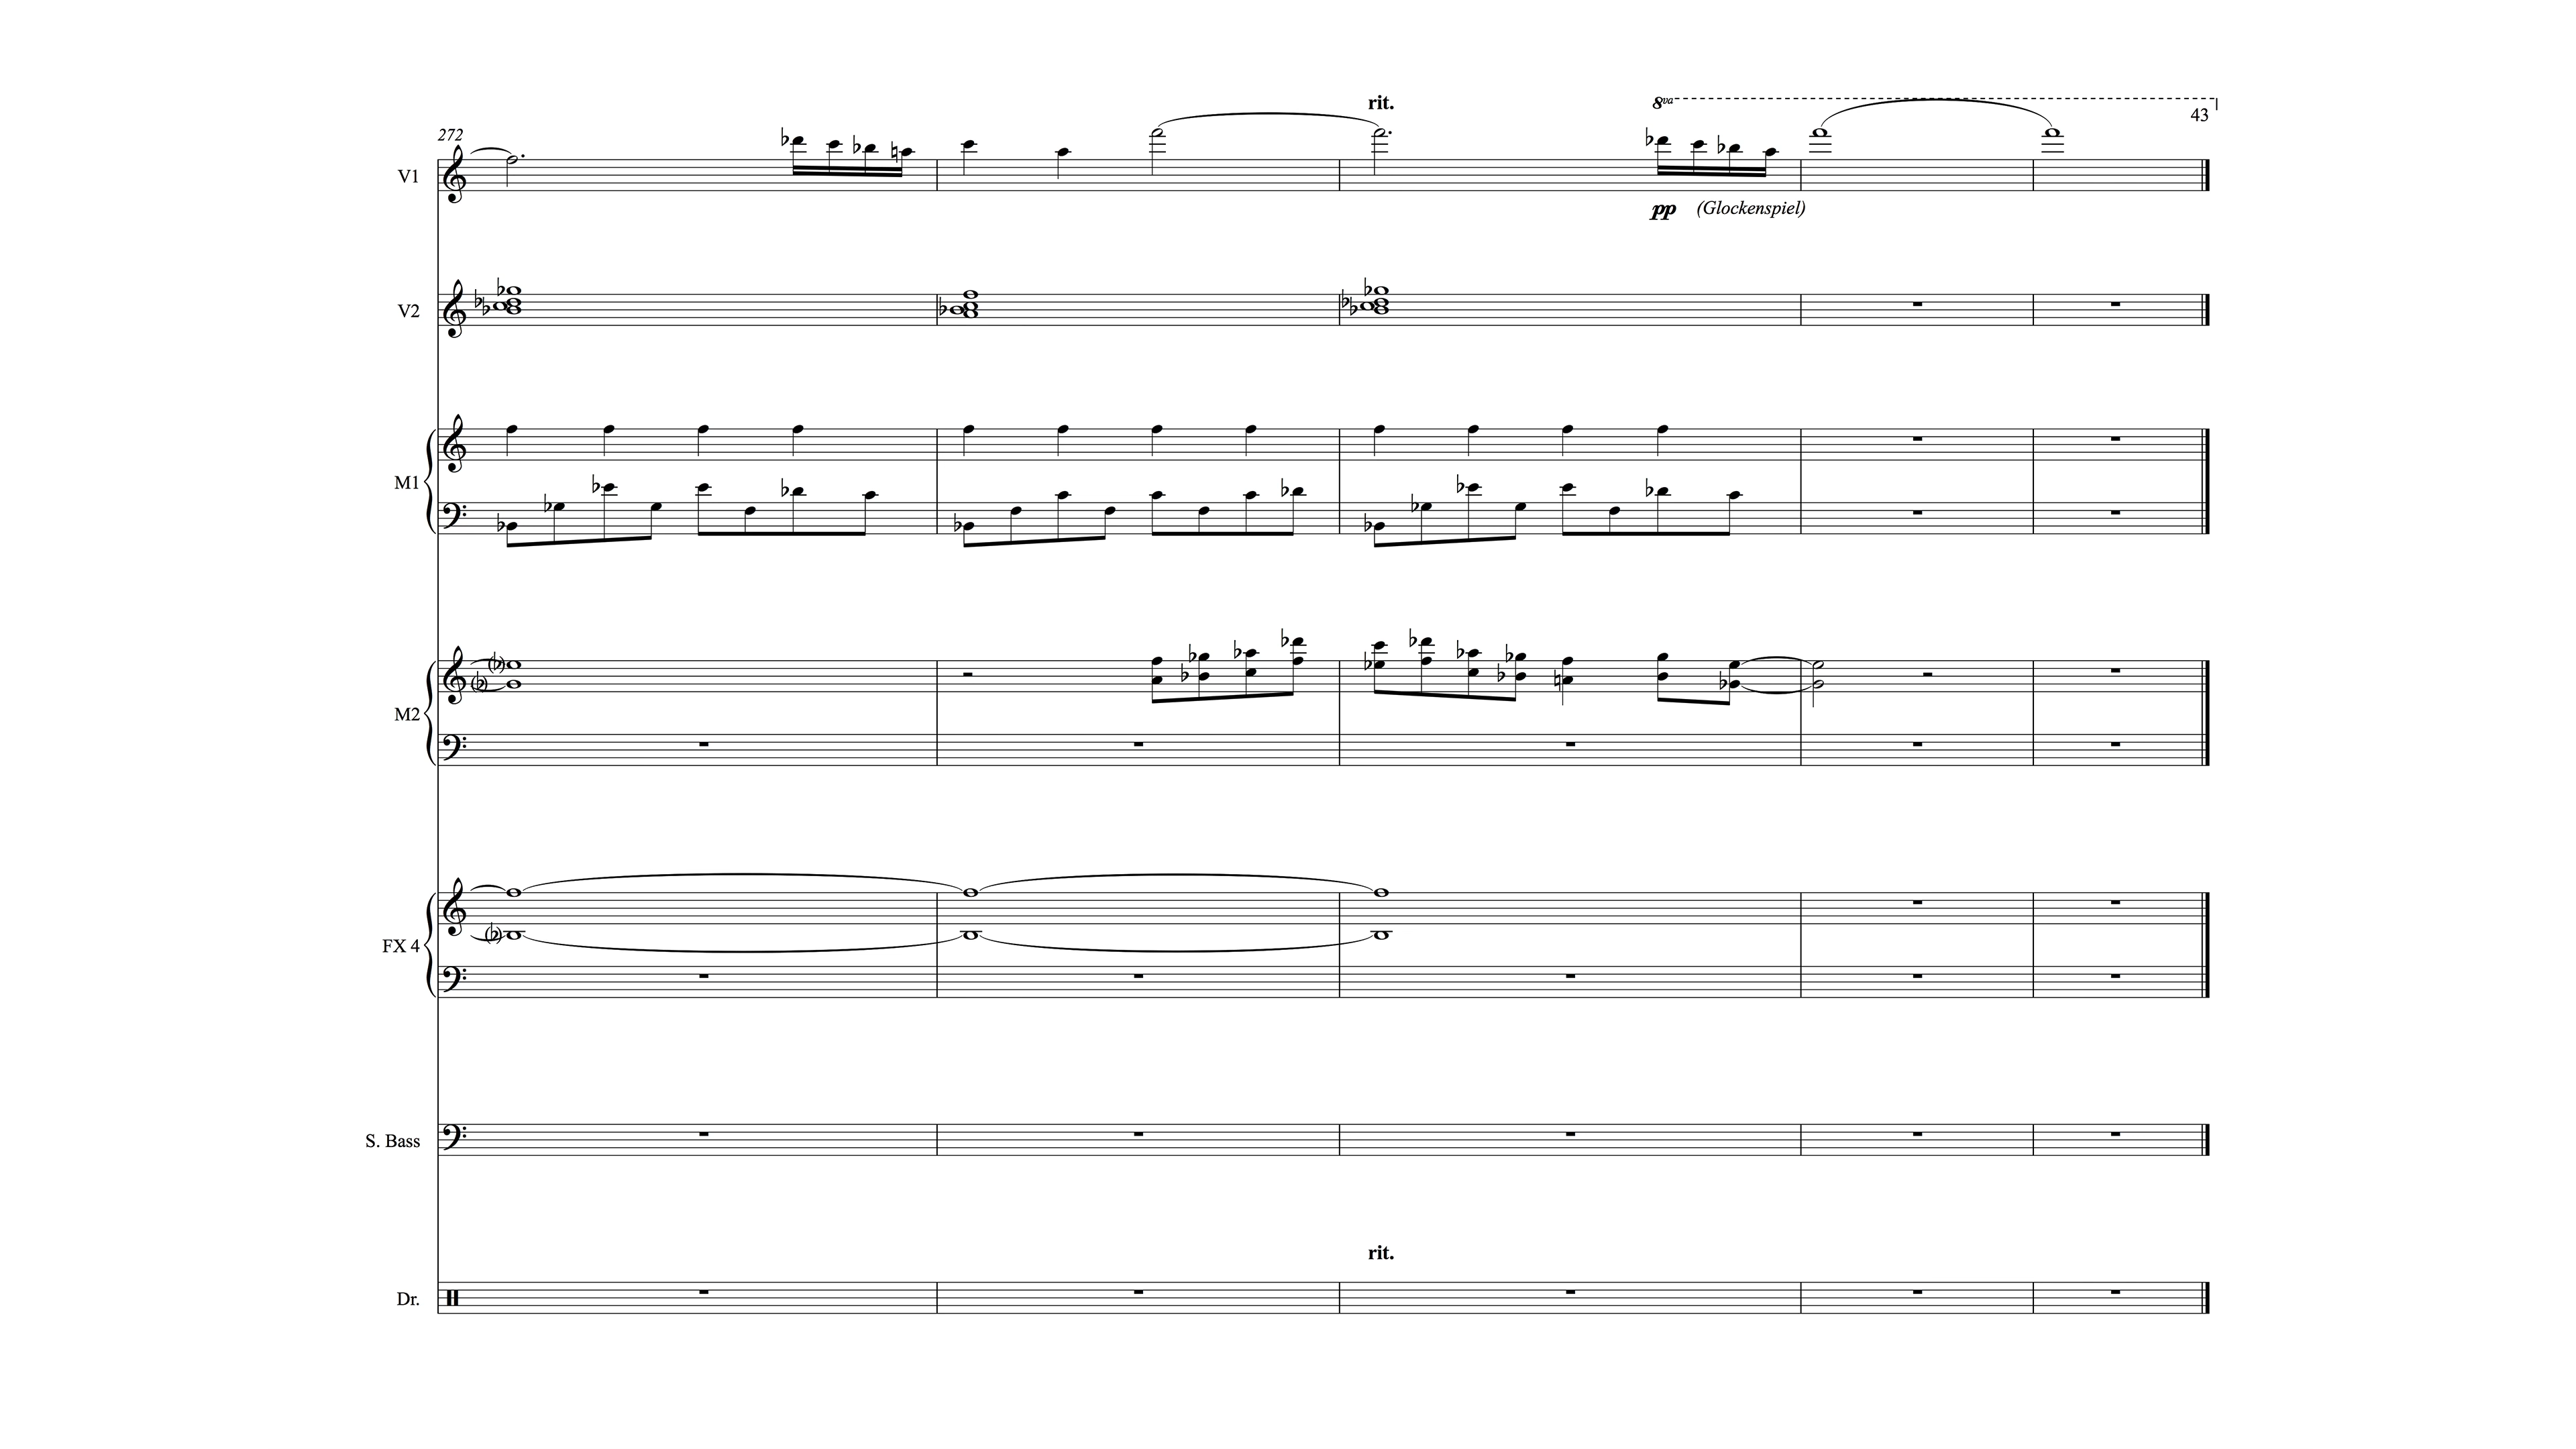 rit.
8va
43
272
V1
pp (Glockenspiel)
V2
M1
M2
FX 4
S. Bass
rit.
Dr.